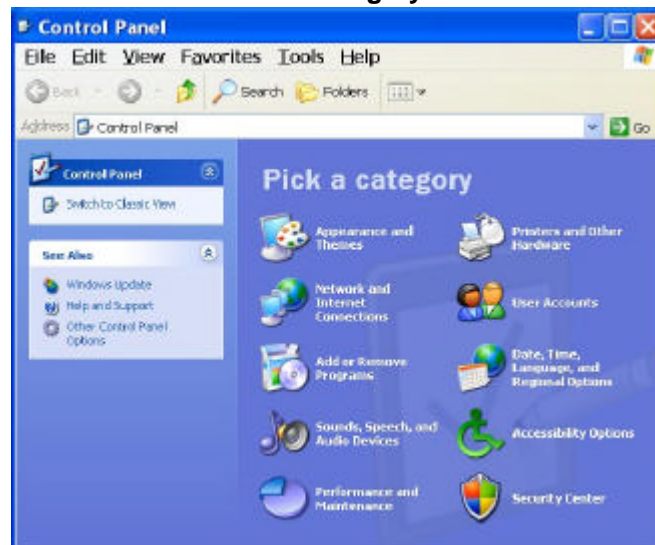 Control Panel
File Edit View Favorites Tools Help
Back Search Folders
Address Control Panel Go
Control Panel
Switch to Classic View
See Also
Windows Update
Help and Support
Other Control Panel
Options
Pick a category
Appearance and
Themes
Printers and Other
Hardware
Network and
Internet
Connections
User Accounts
Add or Remove
Programs
Date, Time,
Language, and
Regional Options
Sounds, Speech, and
Audio Devices
Accessibility Options
Performance and
Maintenance
Security Center